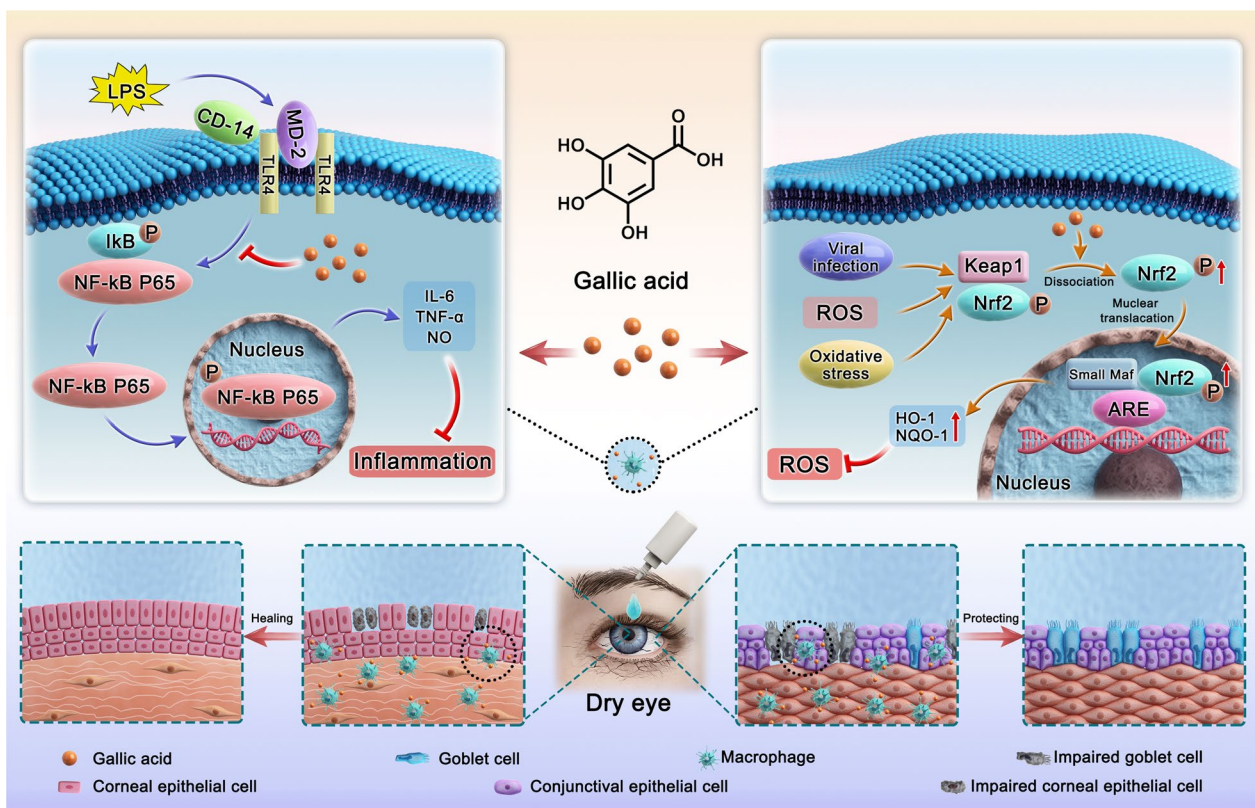 LPS
CD-14
MD-2
TLR4
TLR4
IkB
P
NF-kB P65
NF-kB P65
Nucleus
P
NF-kB P65
IL-6
TNF-α
NO
Inflammation
O
HO
OH
HO
OH
Gallic acid
Viral
infection
ROS
Oxidative
stress
Keap1
Nrf2
P
Dissociation
Nrf2
P
Muclear
translacation
Small Maf
Nrf2
P
ARE
HO-1
NQO-1
ROS
Nucleus
Healing
Dry eye
Protecting
Gallic acid
Goblet cell
Macrophage
Impaired goblet cell
Corneal epithelial cell
Conjunctival epithelial cell
Impaired corneal epithelial cell